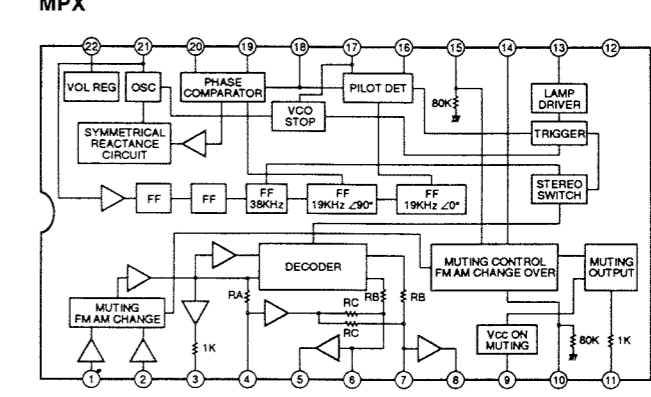 MPX
22 21 20 19 18 17 16 15 14 13 12
VOL REG
OSC
PHASE
COMPARATOR
PILOT DET
80K
LAMP
DRIVER
VCO
STOP
TRIGGER
SYMMETRICAL
REACTANCE
CIRCUIT
FF
FF
FF
38KHz
FF
19KHz ∠90°
FF
19KHz ∠0°
STEREO
SWITCH
DECODER
MUTING CONTROL
FM AM CHANGE OVER
MUTING
OUTPUT
MUTING
FM AM CHANGE
RA
RB
RB
RC
RC
1K
Vcc ON
MUTING
80K
1K
1 2 3 4 5 6 7 8 9 10 11